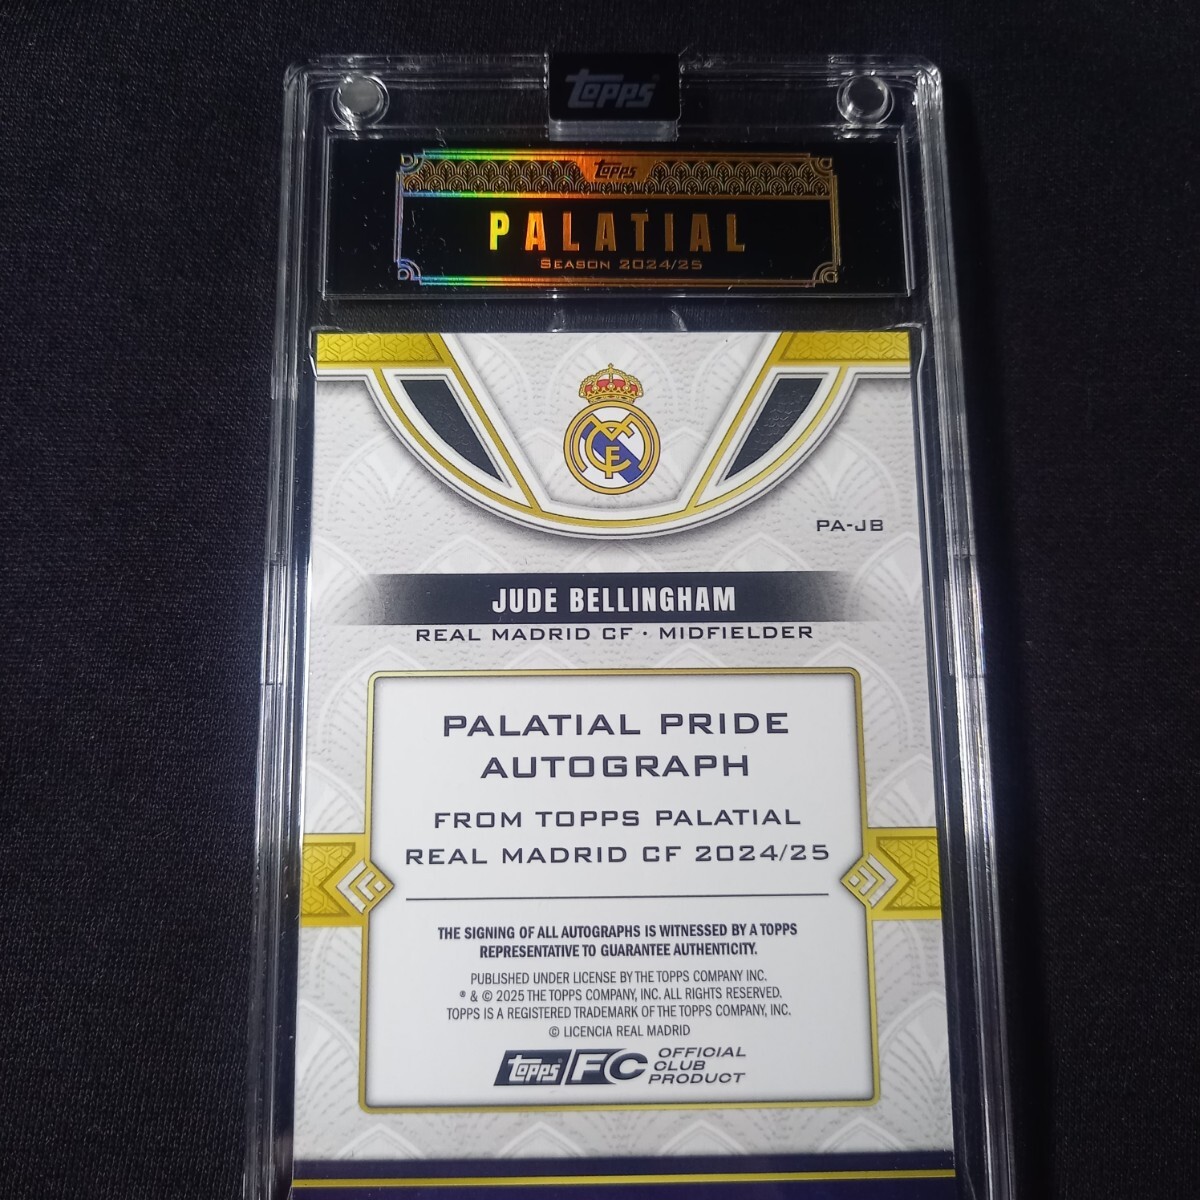 Topps
Topps
PALATIAL
SEASON 2024/25
PA-JB
JUDE BELLINGHAM
REAL MADRID CF · MIDFIELDER
PALATIAL PRIDE
AUTOGRAPH
FROM TOPPS PALATIAL
REAL MADRID CF 2024/25
THE SIGNING OF ALL AUTOGRAPHS IS WITNESSED BY A TOPPS
REPRESENTATIVE TO GUARANTEE AUTHENTICITY.
PUBLISHED UNDER LICENSE BY THE TOPPS COMPANY INC.
® & © 2025 THE TOPPS COMPANY, INC. ALL RIGHTS RESERVED.
TOPPS IS A REGISTERED TRADEMARK OF THE TOPPS COMPANY, INC.
© LICENCIA REAL MADRID
Topps FC OFFICIAL
CLUB
PRODUCT